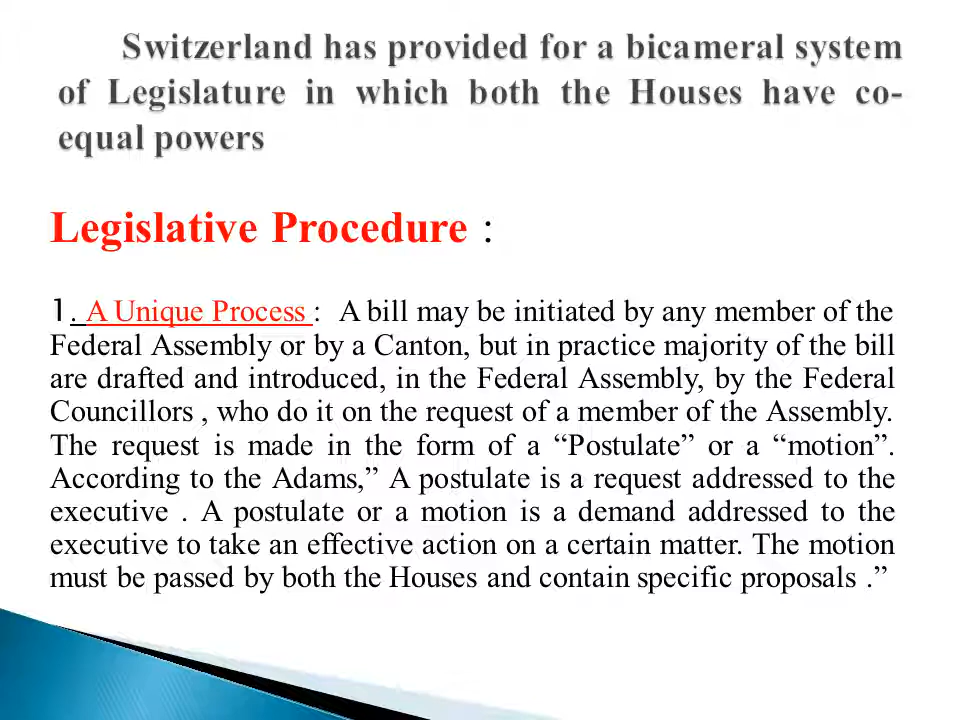 Switzerland has provided for a bicameral system
of Legislature in which both the Houses have co-
equal powers
Legislative Procedure :
1. A Unique Process : A bill may be initiated by any member of the
Federal Assembly or by a Canton, but in practice majority of the bill
are drafted and introduced, in the Federal Assembly, by the Federal
Councillors , who do it on the request of a member of the Assembly.
The request is made in the form of a “Postulate” or a “motion”.
According to the Adams,” A postulate is a request addressed to the
executive . A postulate or a motion is a demand addressed to the
executive to take an effective action on a certain matter. The motion
must be passed by both the Houses and contain specific proposals .”